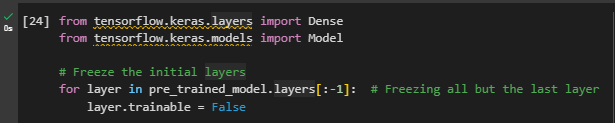 [24] from tensorflow.keras.layers import Dense
from tensorflow.keras.models import Model
0s
# Freeze the initial layers
for layer in pre_trained_model.layers[:-1]:  # Freezing all but the last layer
    layer.trainable = False